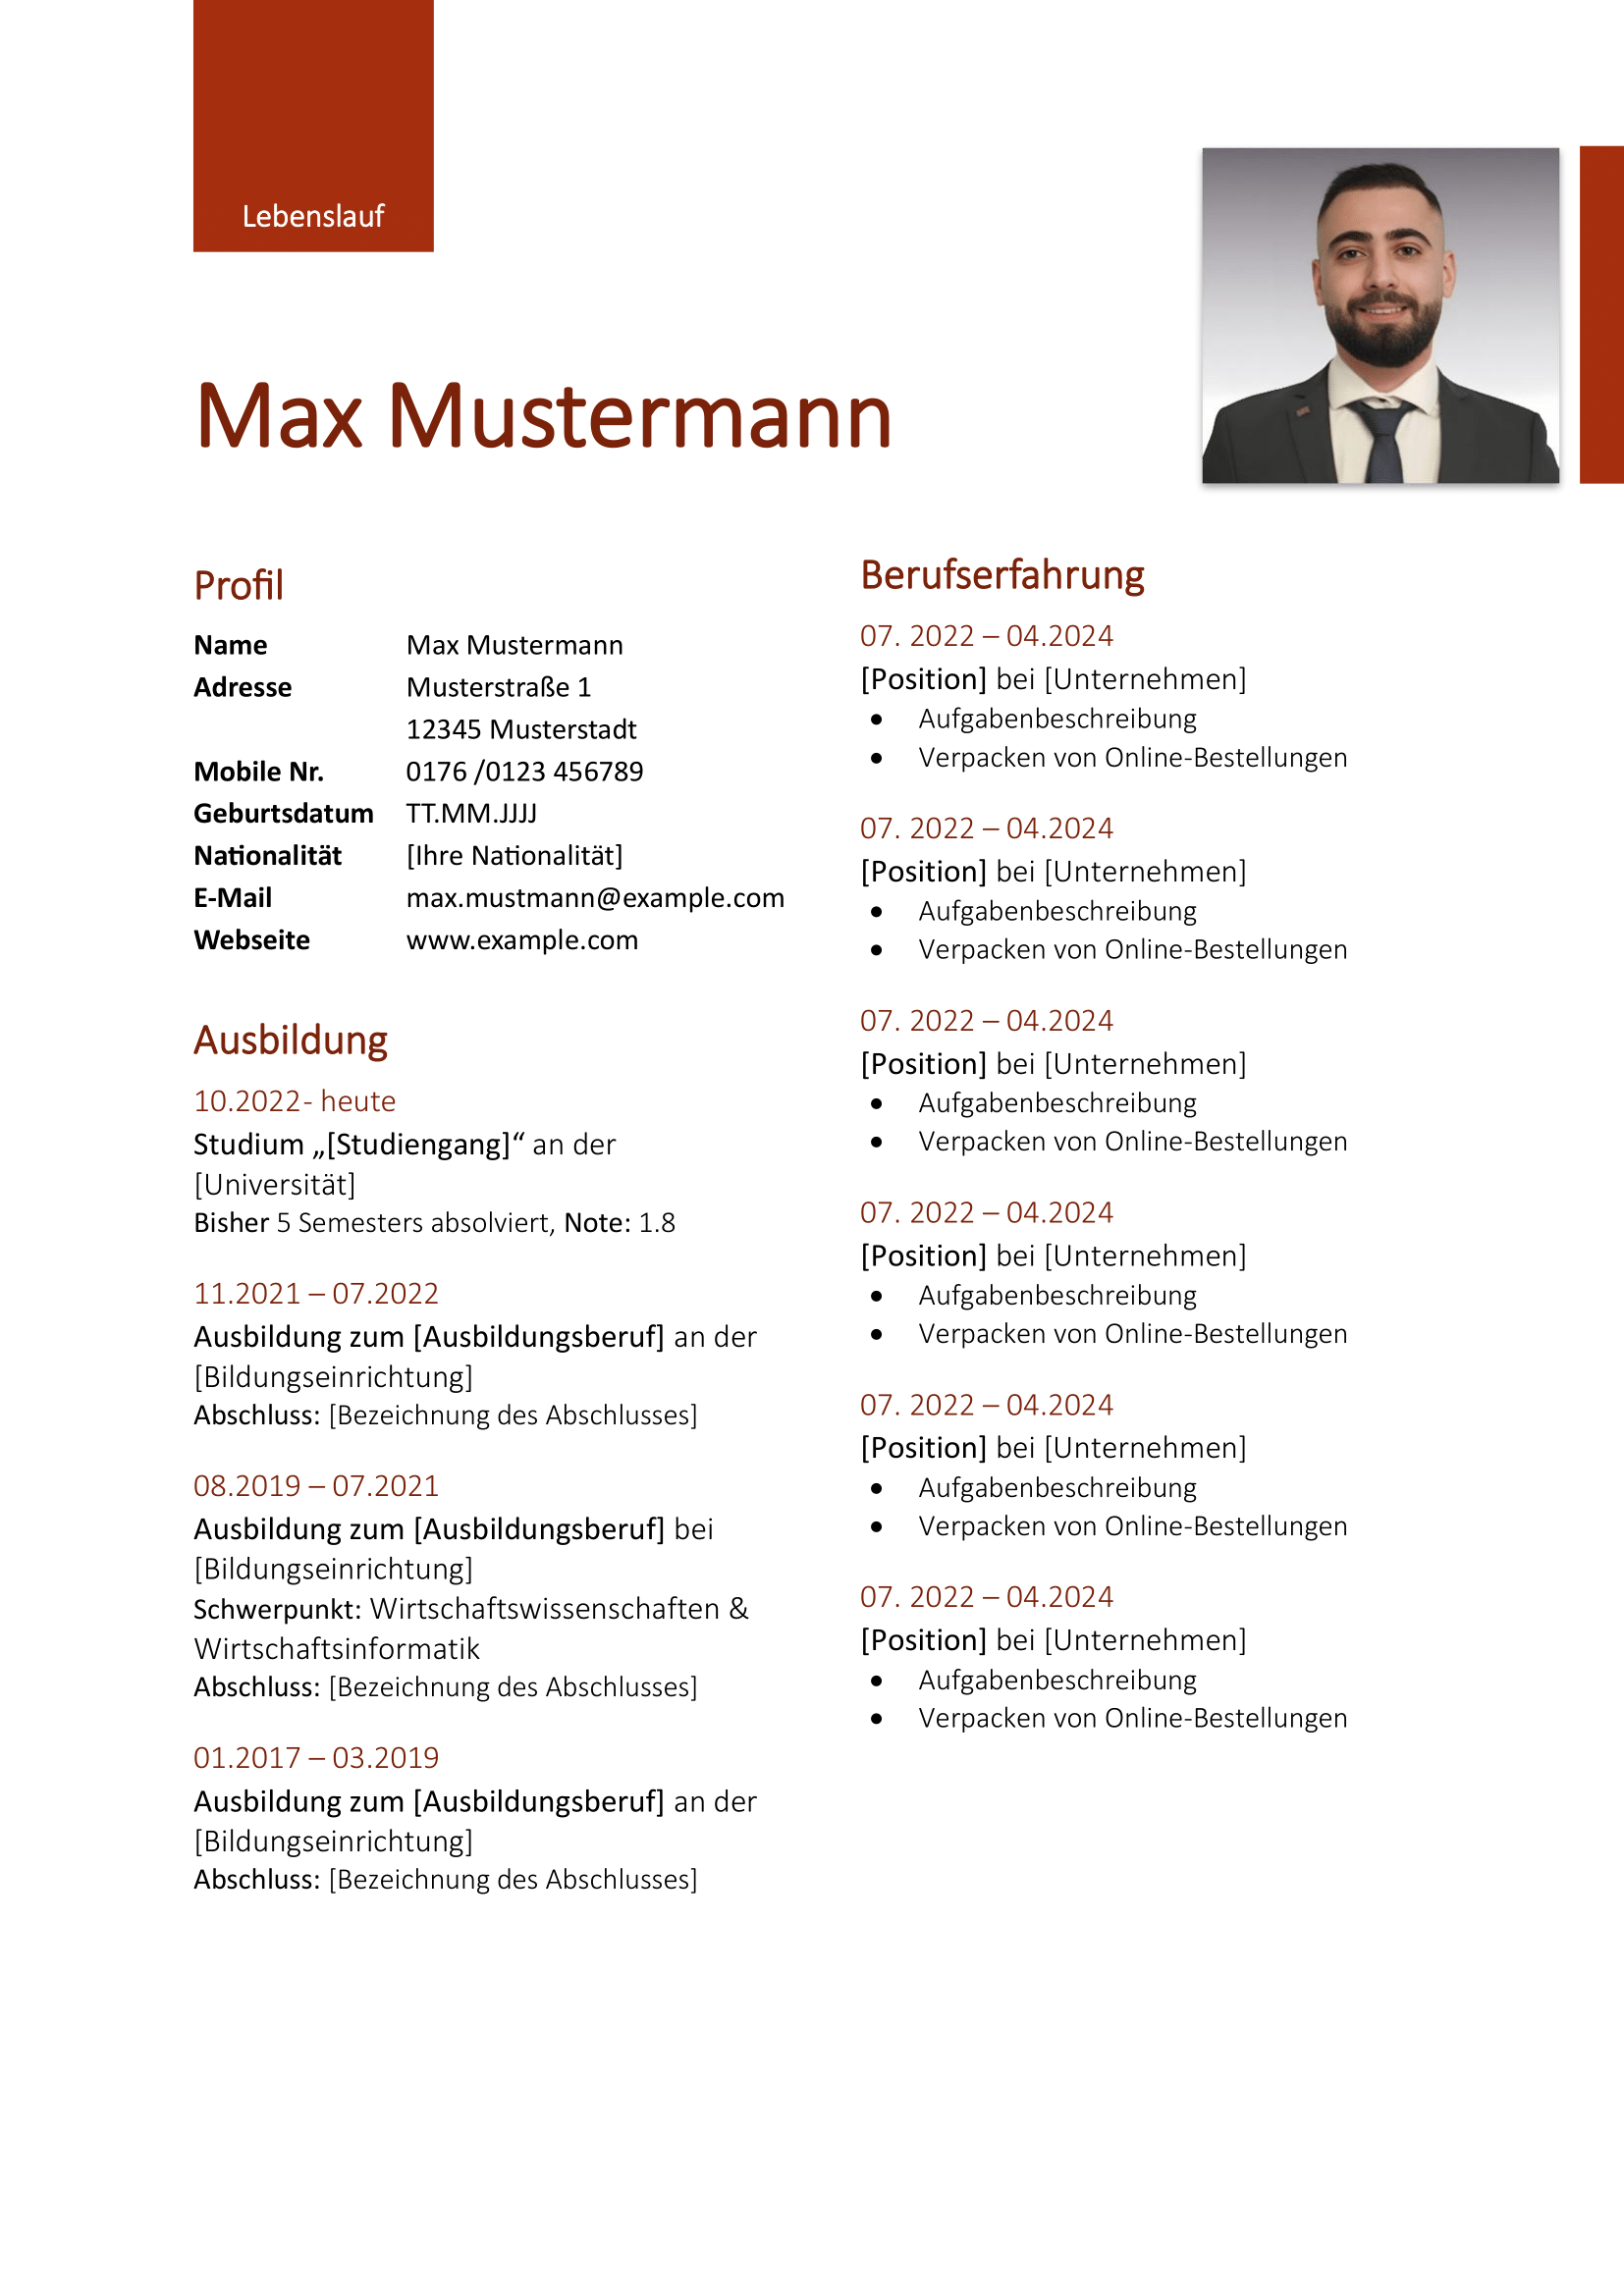 Lebenslauf
Max Mustermann
Profil
Name Max Mustermann
Adresse Musterstraße 1
12345 Musterstadt
Mobile Nr. 0176 /0123 456789
Geburtsdatum TT.MM.JJJJ
Nationalität [Ihre Nationalität]
E-Mail max.mustmann@example.com
Webseite www.example.com
Ausbildung
10.2022- heute
Studium „[Studiengang]“ an der
[Universität]
Bisher 5 Semesters absolviert, Note: 1.8
11.2021 – 07.2022
Ausbildung zum [Ausbildungsberuf] an der
[Bildungseinrichtung]
Abschluss: [Bezeichnung des Abschlusses]
08.2019 – 07.2021
Ausbildung zum [Ausbildungsberuf] bei
[Bildungseinrichtung]
Schwerpunkt: Wirtschaftswissenschaften &
Wirtschaftsinformatik
Abschluss: [Bezeichnung des Abschlusses]
01.2017 – 03.2019
Ausbildung zum [Ausbildungsberuf] an der
[Bildungseinrichtung]
Abschluss: [Bezeichnung des Abschlusses]
Berufserfahrung
07. 2022 – 04.2024
[Position] bei [Unternehmen]
• Aufgabenbeschreibung
• Verpacken von Online-Bestellungen
07. 2022 – 04.2024
[Position] bei [Unternehmen]
• Aufgabenbeschreibung
• Verpacken von Online-Bestellungen
07. 2022 – 04.2024
[Position] bei [Unternehmen]
• Aufgabenbeschreibung
• Verpacken von Online-Bestellungen
07. 2022 – 04.2024
[Position] bei [Unternehmen]
• Aufgabenbeschreibung
• Verpacken von Online-Bestellungen
07. 2022 – 04.2024
[Position] bei [Unternehmen]
• Aufgabenbeschreibung
• Verpacken von Online-Bestellungen
07. 2022 – 04.2024
[Position] bei [Unternehmen]
• Aufgabenbeschreibung
• Verpacken von Online-Bestellungen